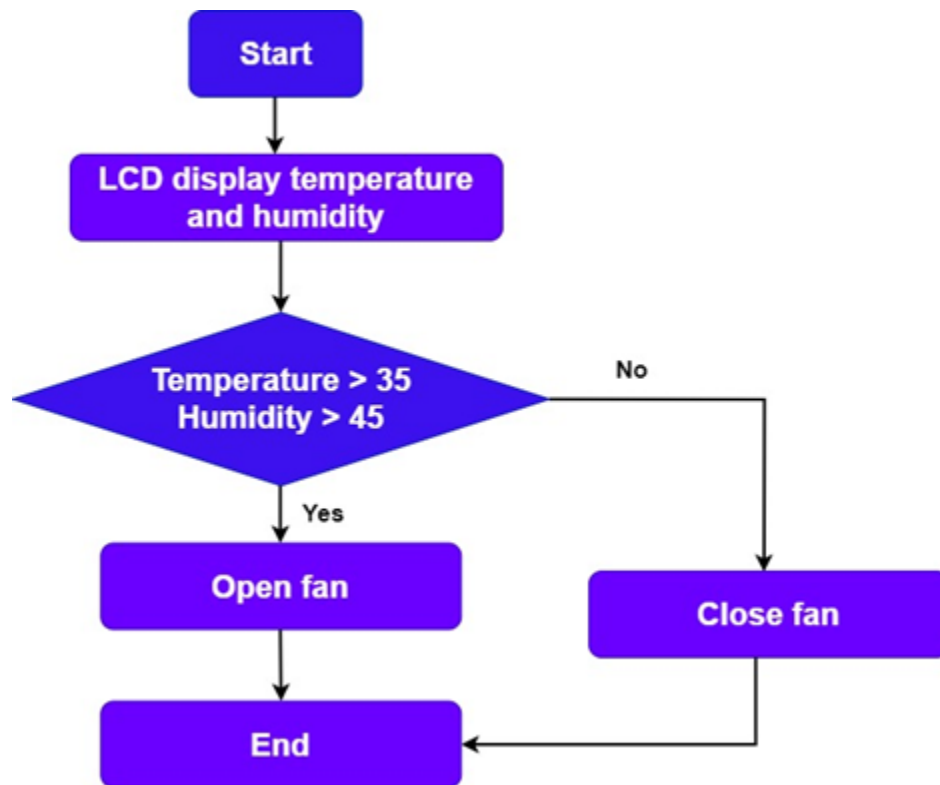 Start
LCD display temperature
and humidity
Temperature > 35
Humidity > 45
No
Yes
Open fan
Close fan
End